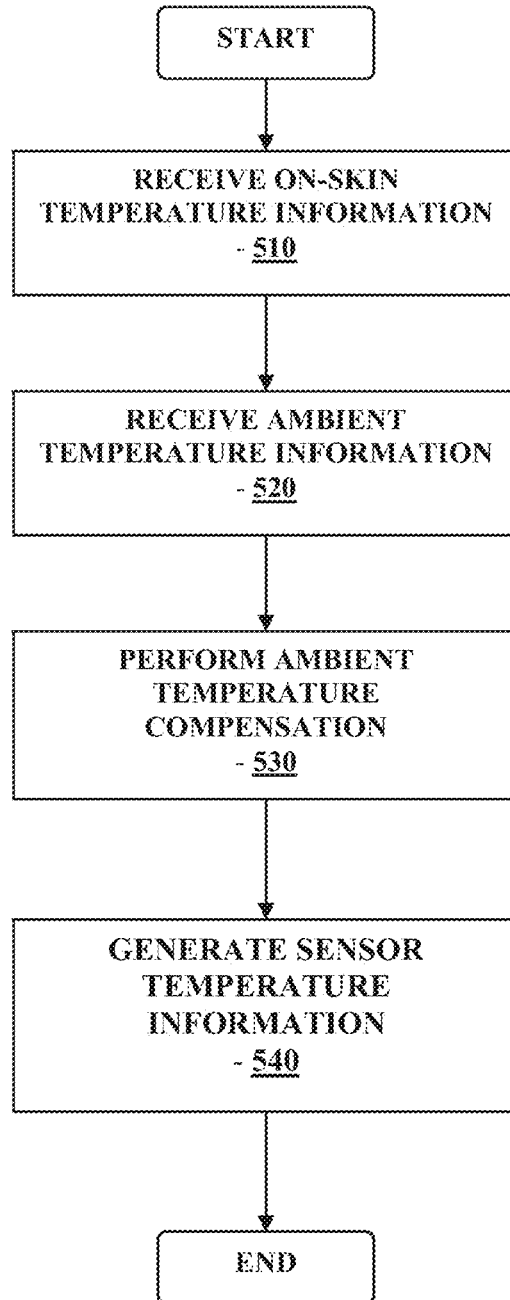 START
RECEIVE ON-SKIN
TEMPERATURE INFORMATION
- 510
RECEIVE AMBIENT
TEMPERATURE INFORMATION
- 520
PERFORM AMBIENT
TEMPERATURE
COMPENSATION
- 530
GENERATE SENSOR
TEMPERATURE
INFORMATION
- 540
END